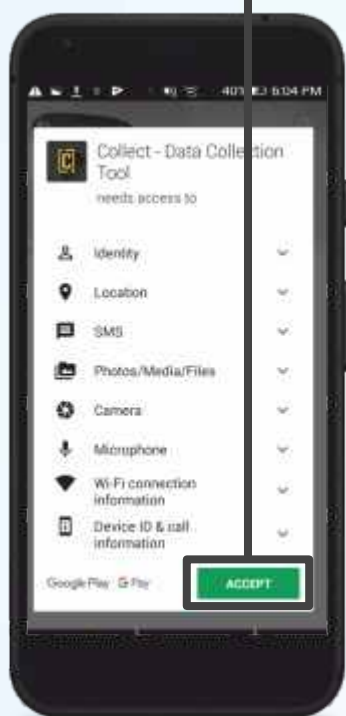 40% 6:04 PM
Collect - Data Collection
Tool
needs access to
Identity
Location
SMS
Photos/Media/Files
Camera
Microphone
Wi-Fi connection
information
Device ID & call
information
Google Play G Pay
ACCEPT